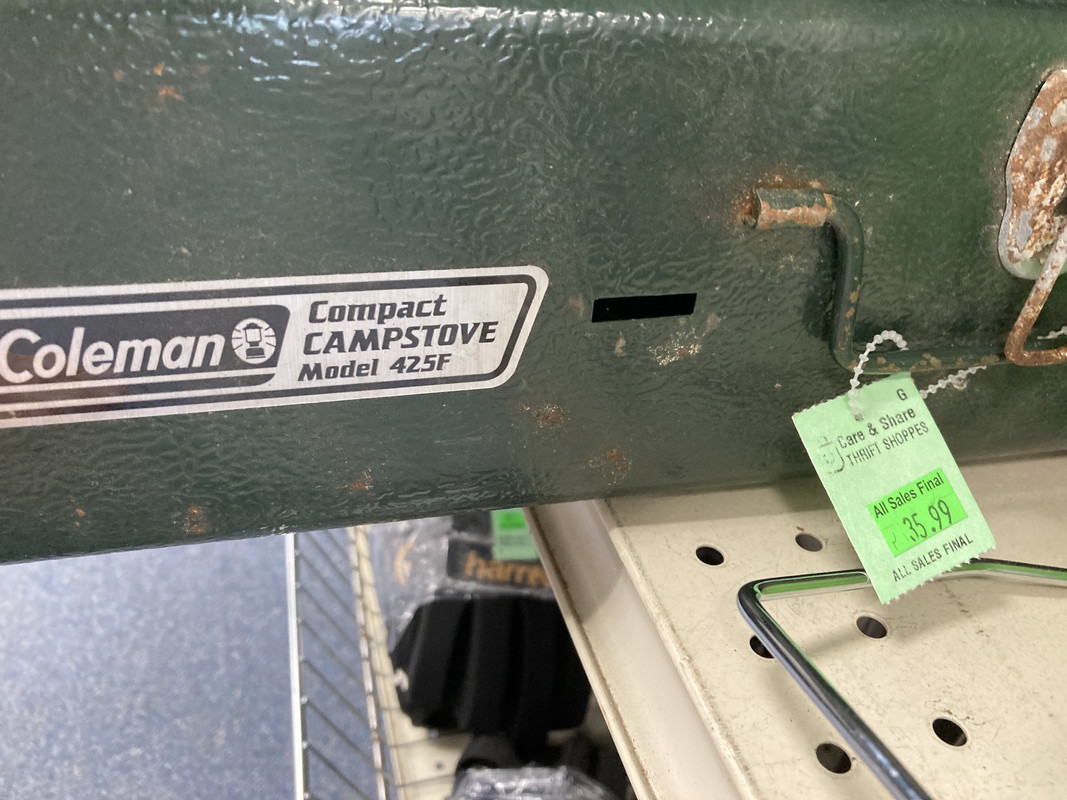 Coleman
Compact
CAMPSTOVE
Model 425F
G
Care & Share
THRIFT SHOPPES
All Sales Final
35.99
ALL SALES FINAL